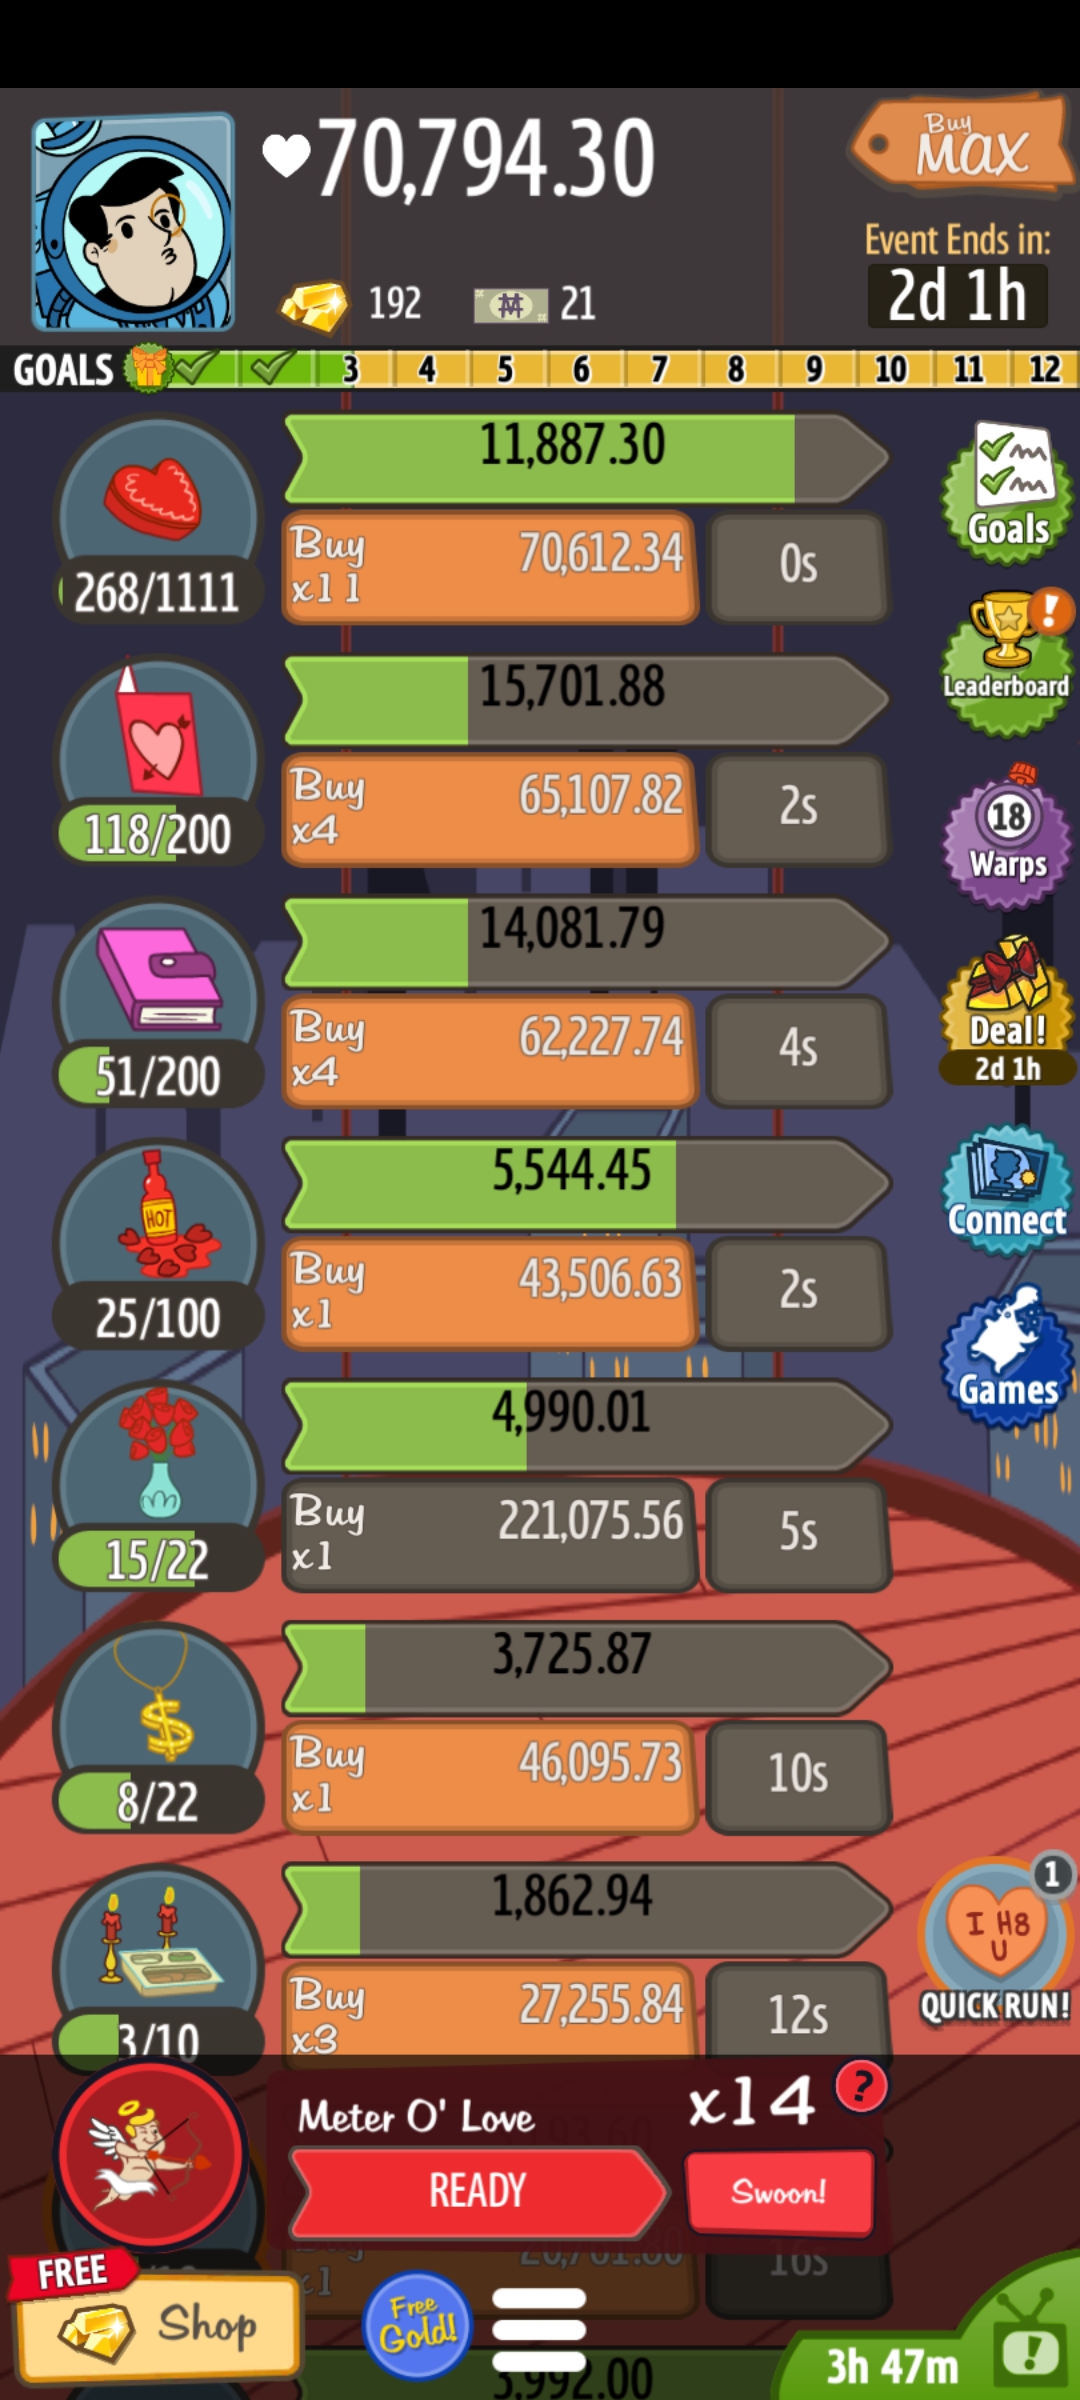 70,794.30
Buy
MAX
Event Ends in:
192
21
2d 1h
GOALS
3 4 5 6 7 8 9 10 11 12
11,887.30
Buy
70,612.34
0s
x11
268/1111
Goals
15,701.88
Leaderboard
Buy
65,107.82
2s
x4
118/200
18
Warps
14,081.79
Buy
62,227.74
4s
x4
51/200
Deal!
2d 1h
5,544.45
HOT
Connect
Buy
43,506.63
2s
x1
25/100
Games
4,990.01
Buy
221,075.56
5s
x1
15/22
3,725.87
$
Buy
46,095.73
10s
x1
8/22
1,862.94
1
I H8
U
QUICK RUN!
Buy
27,255.84
12s
x3
3/10
Meter O' Love
x14
?
READY
Swoon!
16s
x1
FREE
Shop
Free
Gold!
3h 47m
3,992.00